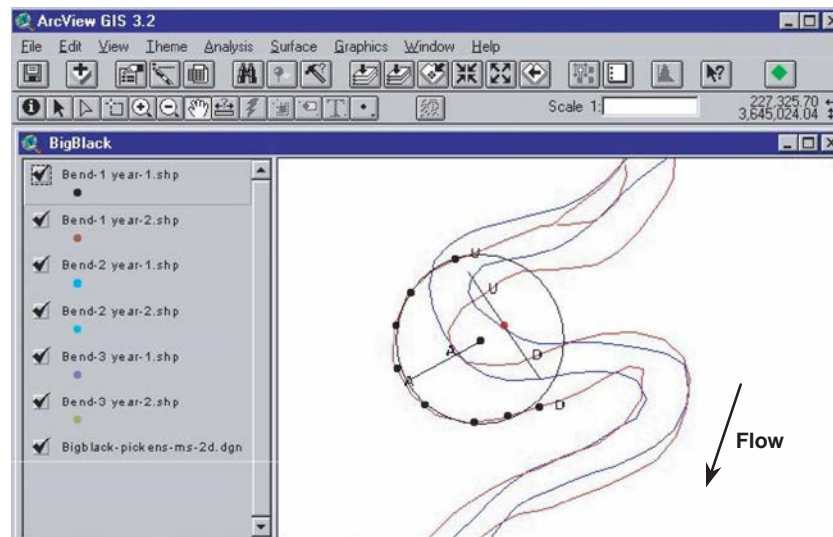 ArcView GIS 3.2
File Edit View Theme Analysis Surface Graphics Window Help
Scale 1:
227,325.70
3,645,024.04
BigBlack
Bend-1 year-1.shp
Bend-1 year-2.shp
Bend-2 year-1.shp
Bend-2 year-2.shp
Bend-3 year-1.shp
Bend-3 year-2.shp
Bigblack-pickens-ms-2d.dgn
U
U
A
D
A
D
Flow